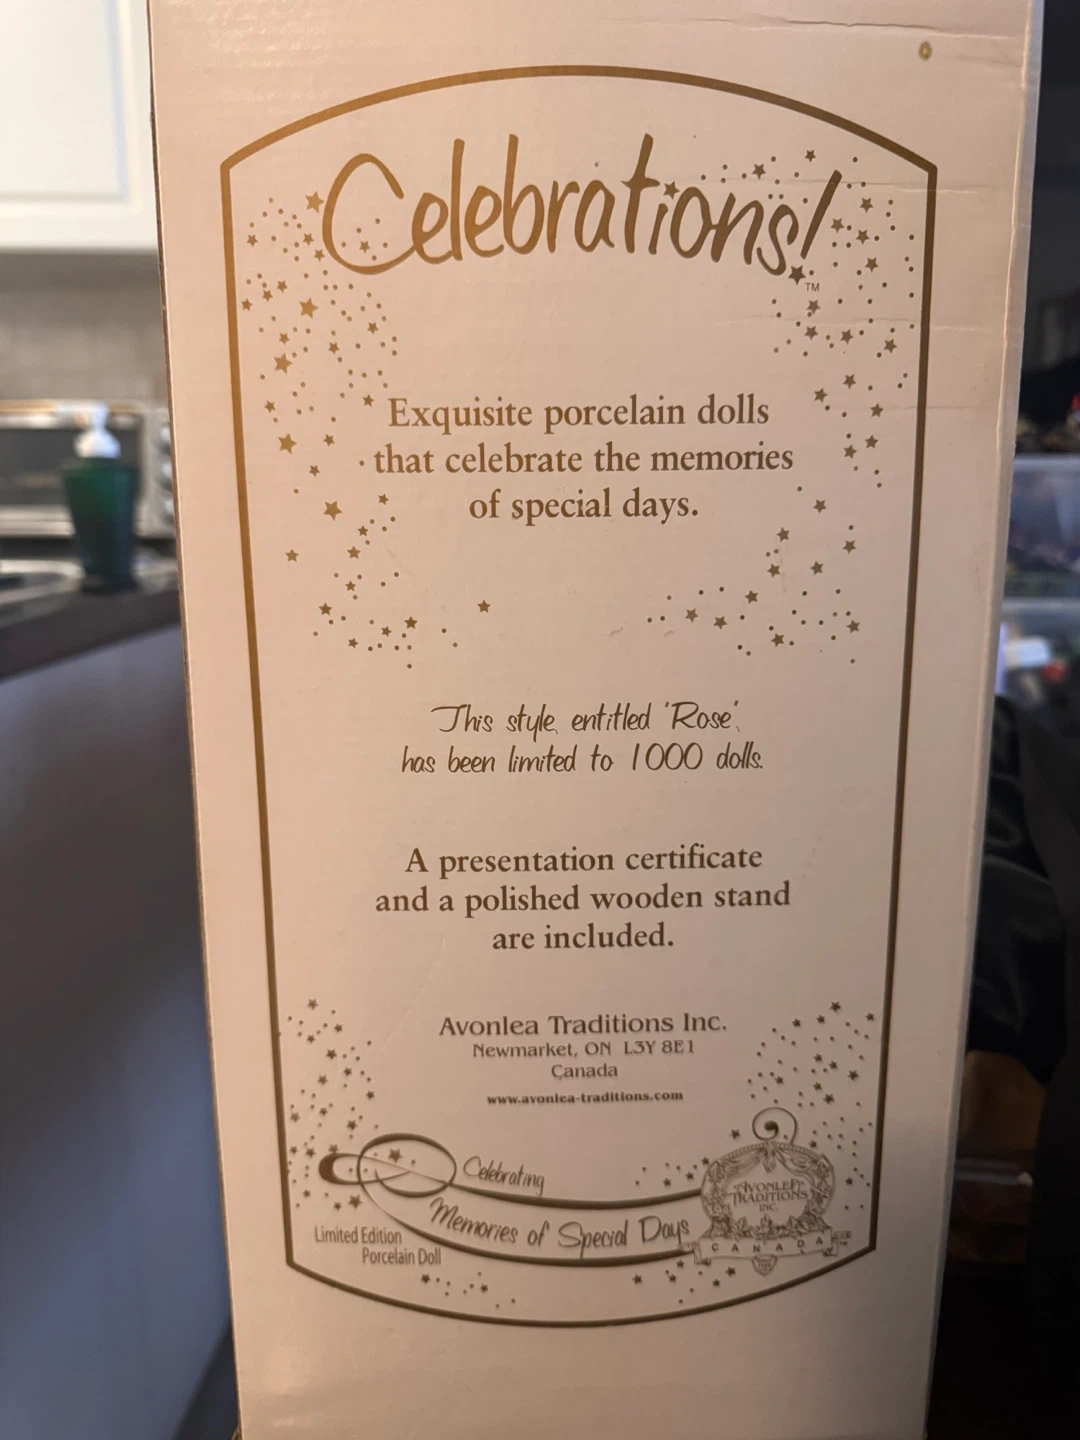 Celebrations!
TM
Exquisite porcelain dolls
that celebrate the memories
of special days.
This style, entitled 'Rose',
has been limited to 1000 dolls.
A presentation certificate
and a polished wooden stand
are included.
Avonlea Traditions Inc.
Newmarket, ON L3Y 8E1
Canada
www.avonlea-traditions.com
Celebrating
Memories of Special Days
Limited Edition
Porcelain Doll
AVONLEA
TRADITIONS
INC.
CANADA